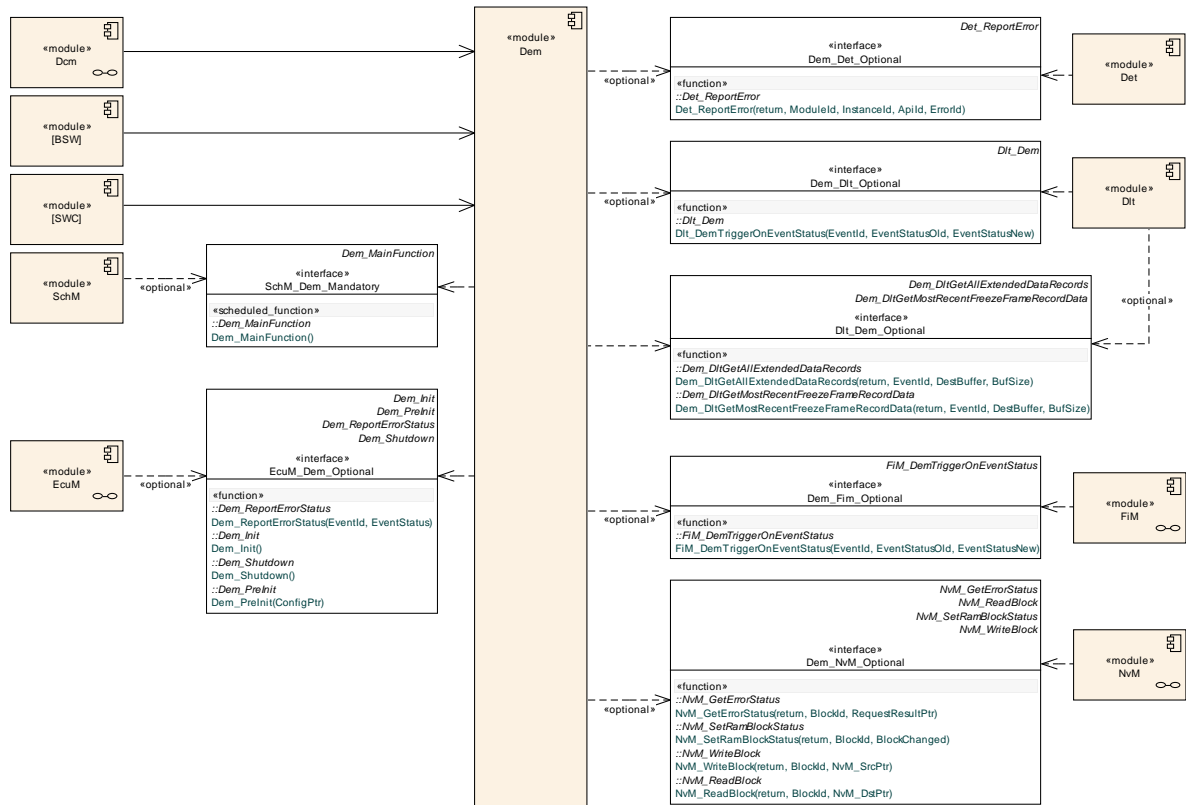 «module»
Dcm
«module»
[BSW]
«module»
[SWC]
«module»
SchM
«optional»
Dem_MainFunction
«interface»
SchM_Dem_Mandatory
«scheduled_function»
::Dem_MainFunction
Dem_MainFunction()
«module»
EcuM
«optional»
Dem_Init
Dem_PreInit
Dem_ReportErrorStatus
Dem_Shutdown
«interface»
EcuM_Dem_Optional
«function»
::Dem_ReportErrorStatus
Dem_ReportErrorStatus(EventId, EventStatus)
::Dem_Init
Dem_Init()
::Dem_Shutdown
Dem_Shutdown()
::Dem_PreInit
Dem_PreInit(ConfigPtr)
«module»
Dem
«optional»
Det_ReportError
«interface»
Dem_Det_Optional
«function»
::Det_ReportError
Det_ReportError(return, ModuleId, InstanceId, ApiId, ErrorId)
«module»
Det
«optional»
Dlt_Dem
«interface»
Dem_Dlt_Optional
«function»
::Dlt_Dem
Dlt_DemTriggerOnEventStatus(EventId, EventStatusOld, EventStatusNew)
«module»
Dlt
«optional»
Dem_DltGetAllExtendedDataRecords
Dem_DltGetMostRecentFreezeFrameRecordData
«interface»
Dlt_Dem_Optional
«function»
::Dem_DltGetAllExtendedDataRecords
Dem_DltGetAllExtendedDataRecords(return, EventId, DestBuffer, BufSize)
::Dem_DltGetMostRecentFreezeFrameRecordData
Dem_DltGetMostRecentFreezeFrameRecordData(return, EventId, DestBuffer, BufSize)
«optional»
FiM_DemTriggerOnEventStatus
«interface»
Dem_Fim_Optional
«function»
::FiM_DemTriggerOnEventStatus
FiM_DemTriggerOnEventStatus(EventId, EventStatusOld, EventStatusNew)
«module»
FiM
«optional»
NvM_GetErrorStatus
NvM_ReadBlock
NvM_SetRamBlockStatus
NvM_WriteBlock
«interface»
Dem_NvM_Optional
«function»
::NvM_GetErrorStatus
NvM_GetErrorStatus(return, BlockId, RequestResultPtr)
::NvM_SetRamBlockStatus
NvM_SetRamBlockStatus(return, BlockId, BlockChanged)
::NvM_WriteBlock
NvM_WriteBlock(return, BlockId, NvM_SrcPtr)
::NvM_ReadBlock
NvM_ReadBlock(return, BlockId, NvM_DstPtr)
«module»
NvM